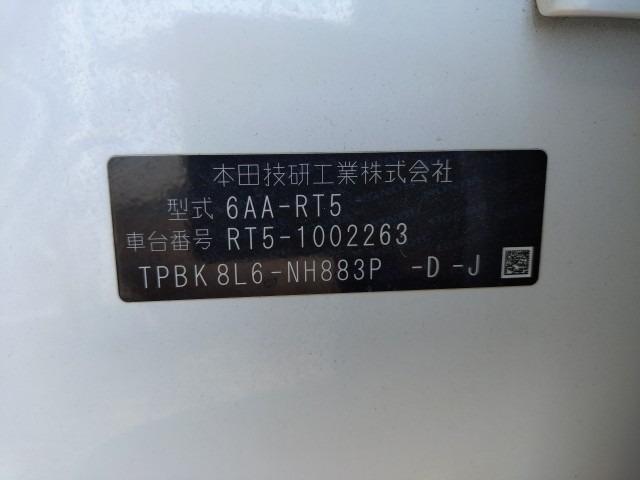 本田技研工業株式会社
型式 6AA-RT5
車台番号 RT5-1002263
TPBK 8L6-NH883P -D -J